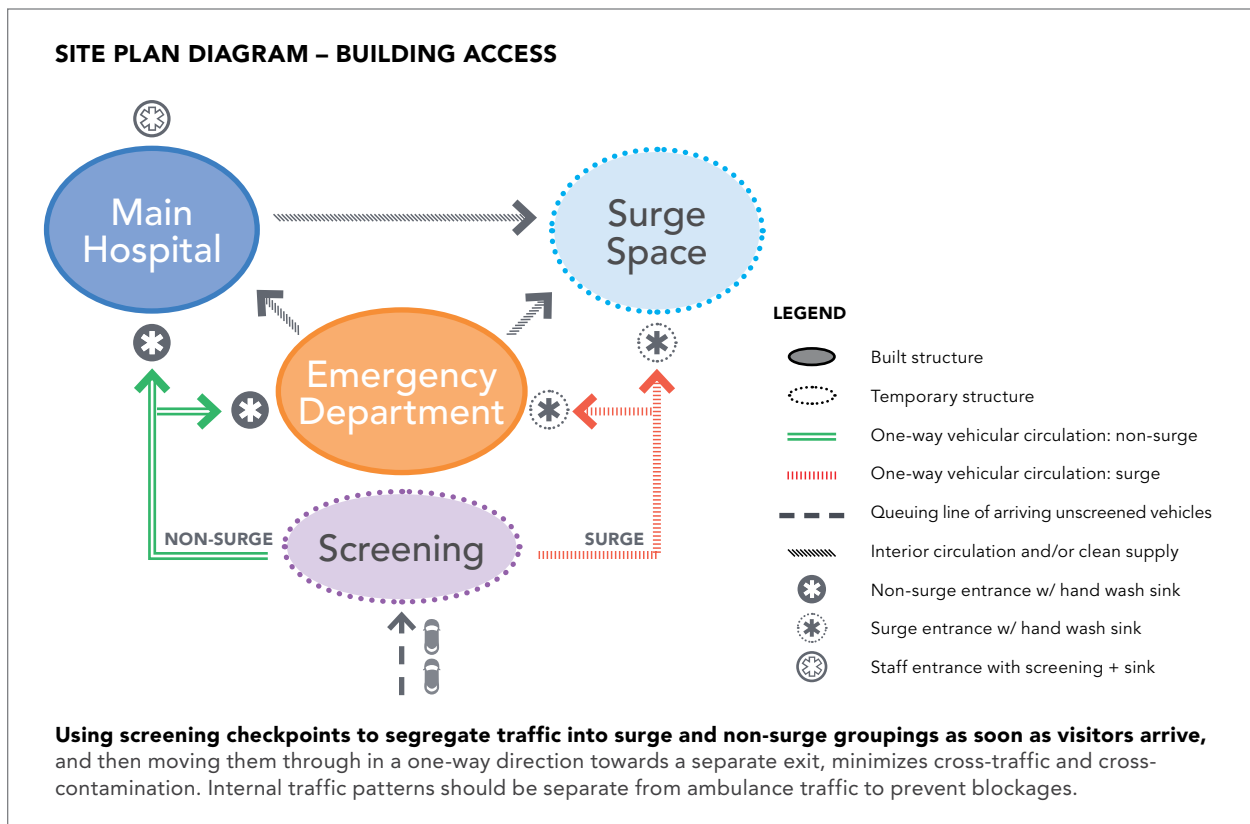 SITE PLAN DIAGRAM – BUILDING ACCESS
Main
Hospital
Surge
Space
Emergency
Department
NON-SURGE
Screening
SURGE
LEGEND
Built structure
Temporary structure
One-way vehicular circulation: non-surge
One-way vehicular circulation: surge
Queuing line of arriving unscreened vehicles
Interior circulation and/or clean supply
Non-surge entrance w/ hand wash sink
Surge entrance w/ hand wash sink
Staff entrance with screening + sink
Using screening checkpoints to segregate traffic into surge and non-surge groupings as soon as visitors arrive,
and then moving them through in a one-way direction towards a separate exit, minimizes cross-traffic and cross-
contamination. Internal traffic patterns should be separate from ambulance traffic to prevent blockages.